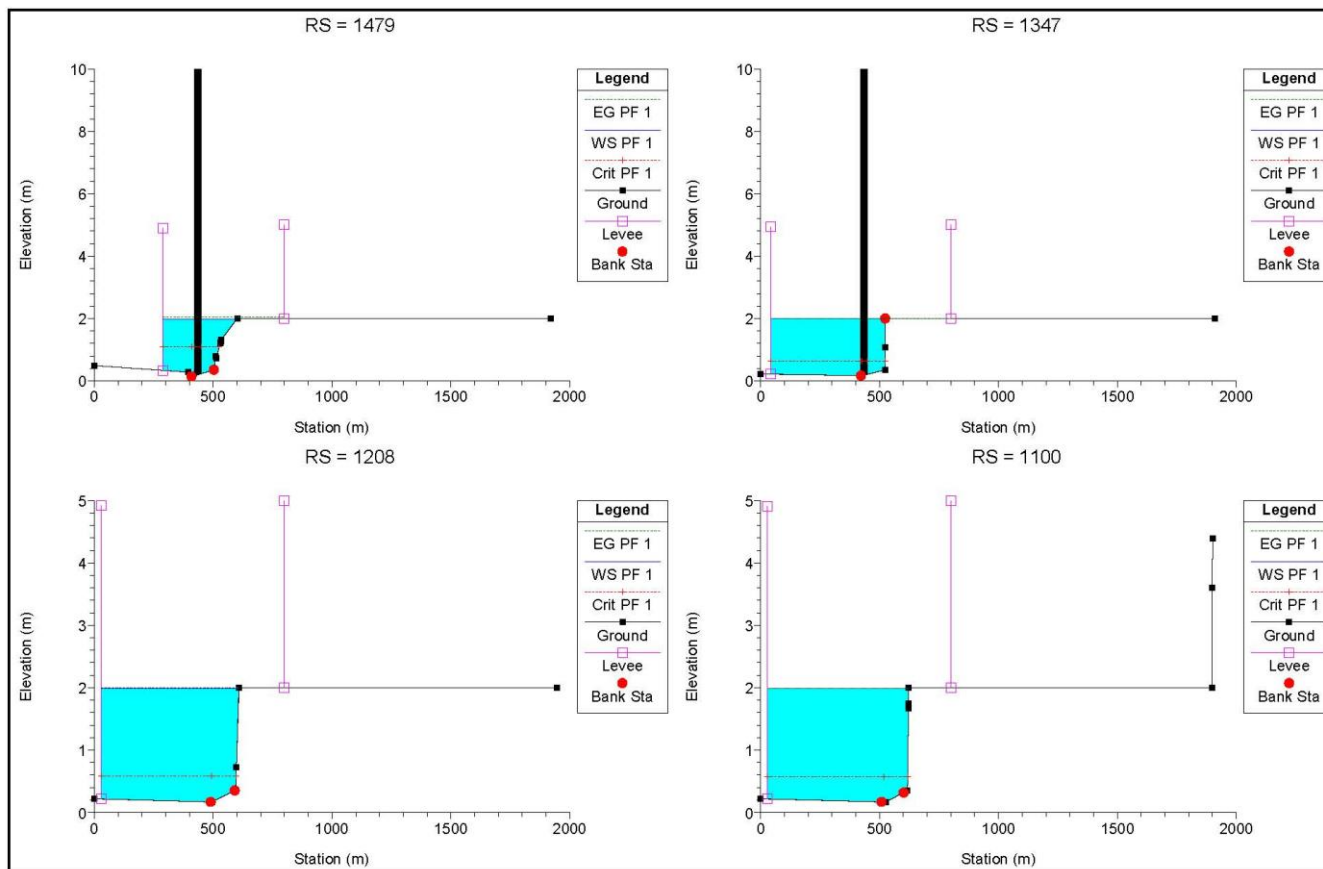 RS = 1479
10
8
6
4
2
0
0
500
1000
1500
2000
Elevation (m)
Station (m)
Legend
EG PF 1
WS PF 1
Crit PF 1
Ground
Levee
Bank Sta
RS = 1347
10
8
6
4
2
0
0
500
1000
1500
2000
Elevation (m)
Station (m)
Legend
EG PF 1
WS PF 1
Crit PF 1
Ground
Levee
Bank Sta
RS = 1208
5
4
3
2
1
0
0
500
1000
1500
2000
Elevation (m)
Station (m)
Legend
EG PF 1
WS PF 1
Crit PF 1
Ground
Levee
Bank Sta
RS = 1100
5
4
3
2
1
0
0
500
1000
1500
2000
Elevation (m)
Station (m)
Legend
EG PF 1
WS PF 1
Crit PF 1
Ground
Levee
Bank Sta